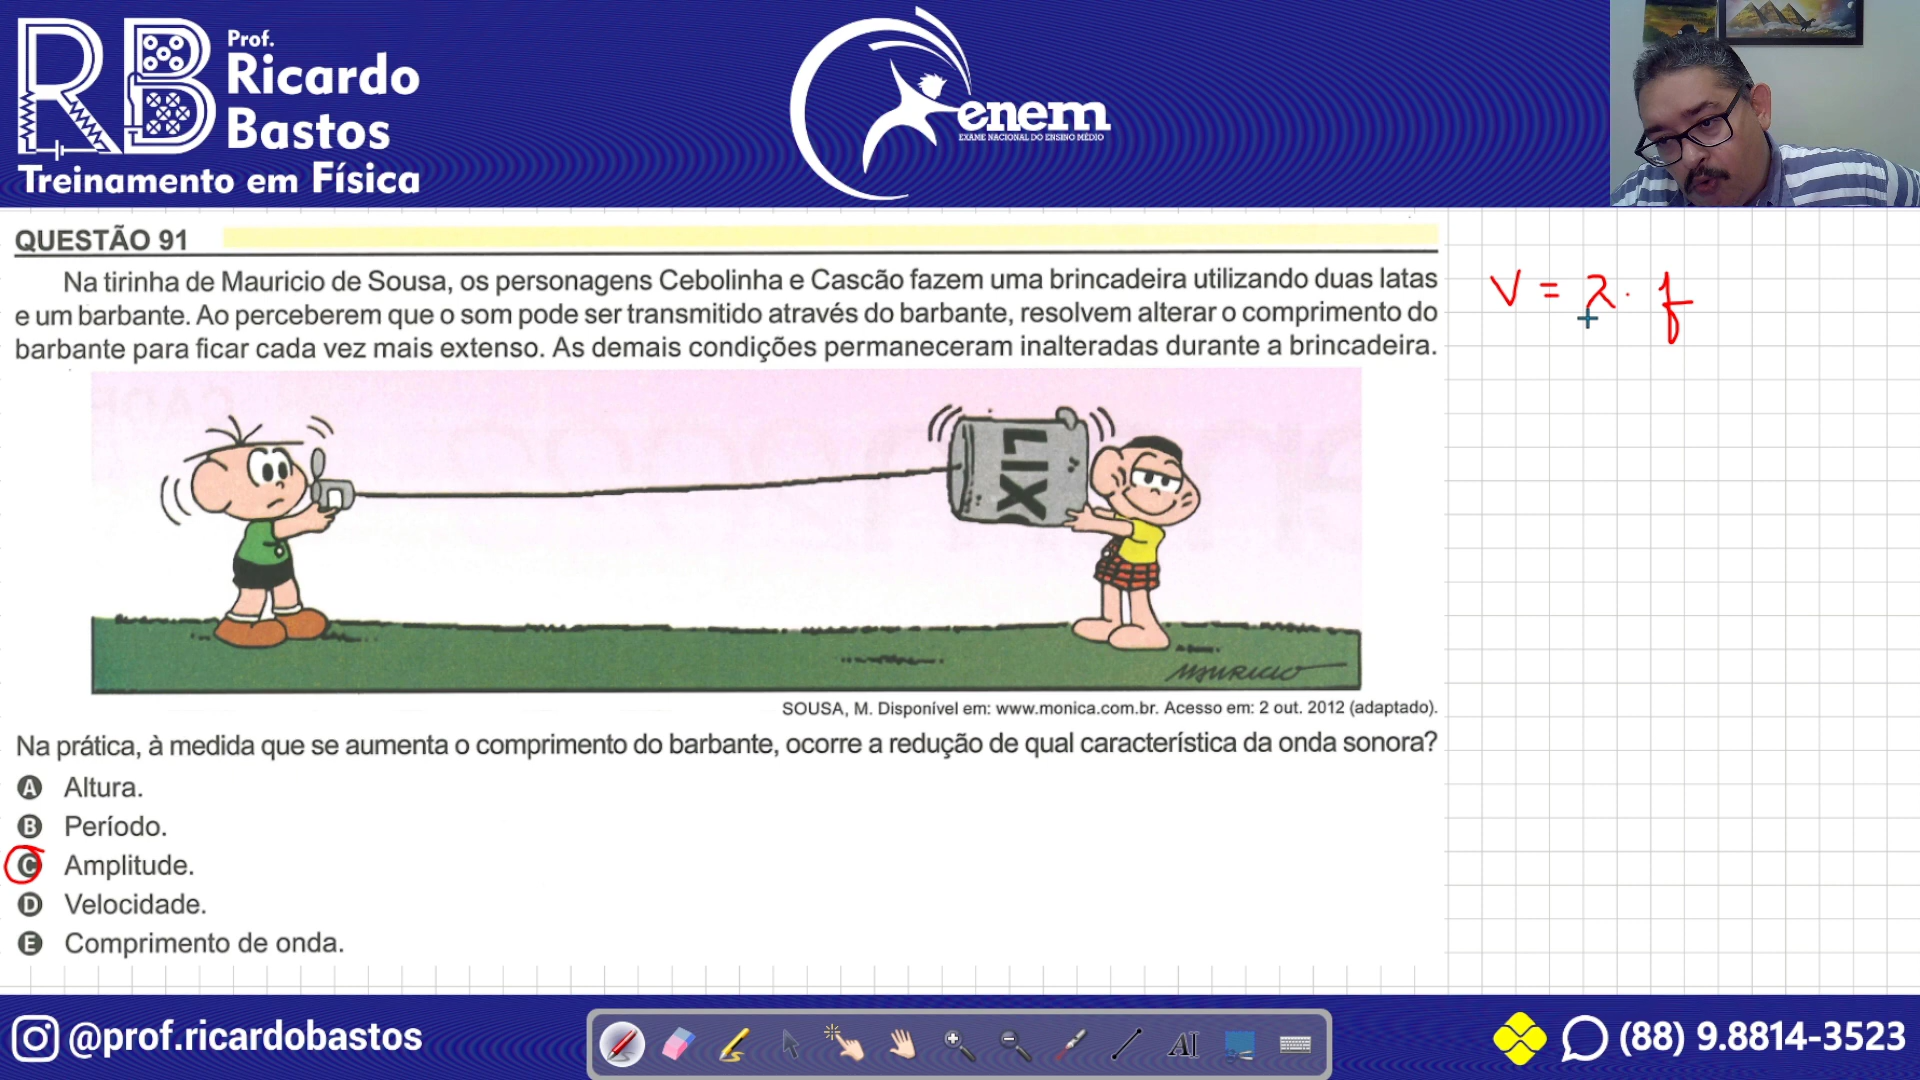 RB
Prof.
Ricardo
Bastos
Treinamento em Física
enem
EXAME NACIONAL DO ENSINO MÉDIO
QUESTÃO 91
Na tirinha de Mauricio de Sousa, os personagens Cebolinha e Cascão fazem uma brincadeira utilizando duas latas
e um barbante. Ao perceberem que o som pode ser transmitido através do barbante, resolvem alterar o comprimento do
barbante para ficar cada vez mais extenso. As demais condições permaneceram inalteradas durante a brincadeira.
V = λ · f
LIX
MAURICIO
SOUSA, M. Disponível em: www.monica.com.br. Acesso em: 2 out. 2012 (adaptado).
Na prática, à medida que se aumenta o comprimento do barbante, ocorre a redução de qual característica da onda sonora?
A Altura.
B Período.
C Amplitude.
D Velocidade.
E Comprimento de onda.
@prof.ricardobastos
AI
(88) 9.8814-3523